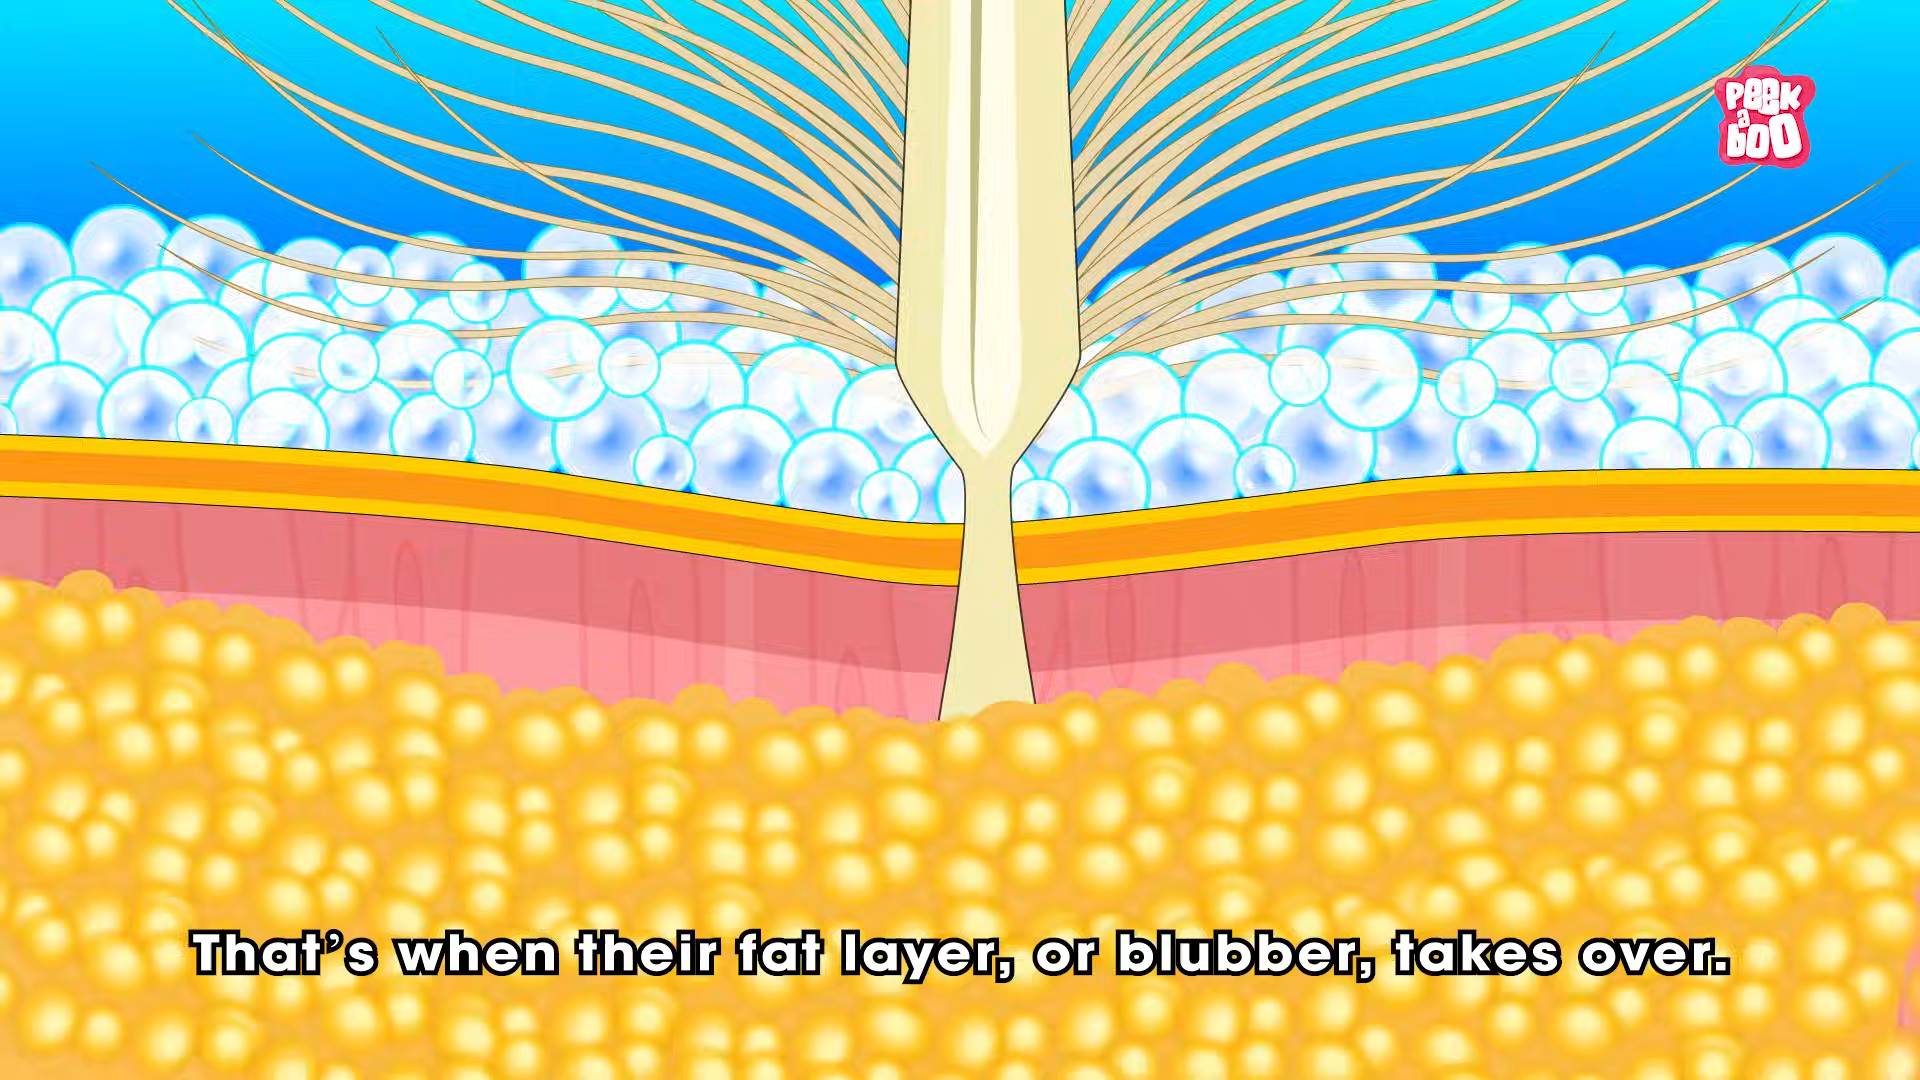 Peek
a
boo
That's when their fat layer, or blubber, takes over.